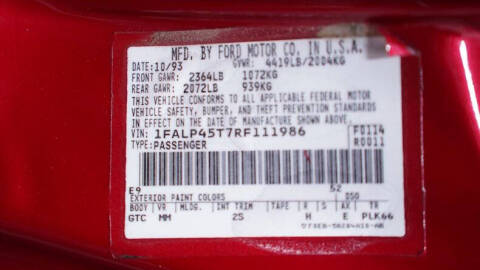 MFD. BY FORD MOTOR CO. IN U.S.A.
DATE: 10/93 GVWR: 4419LB/2004KG
FRONT GAWR: 2364LB 1072KG
REAR GAWR: 2072LB 939KG
THIS VEHICLE CONFORMS TO ALL APPLICABLE FEDERAL MOTOR
VEHICLE SAFETY, BUMPER, AND THEFT PREVENTION STANDARDS
IN EFFECT ON THE DATE OF MANUFACTURE SHOWN ABOVE.
VIN: 1FALP45T7RF111986 F0114
TYPE: PASSENGER R0011
E9 52
EXTERIOR PAINT COLORS DSO
BODY VR MLDG. INT TRIM TAPE R S AX TR
GTC MM 2S H E PLK66